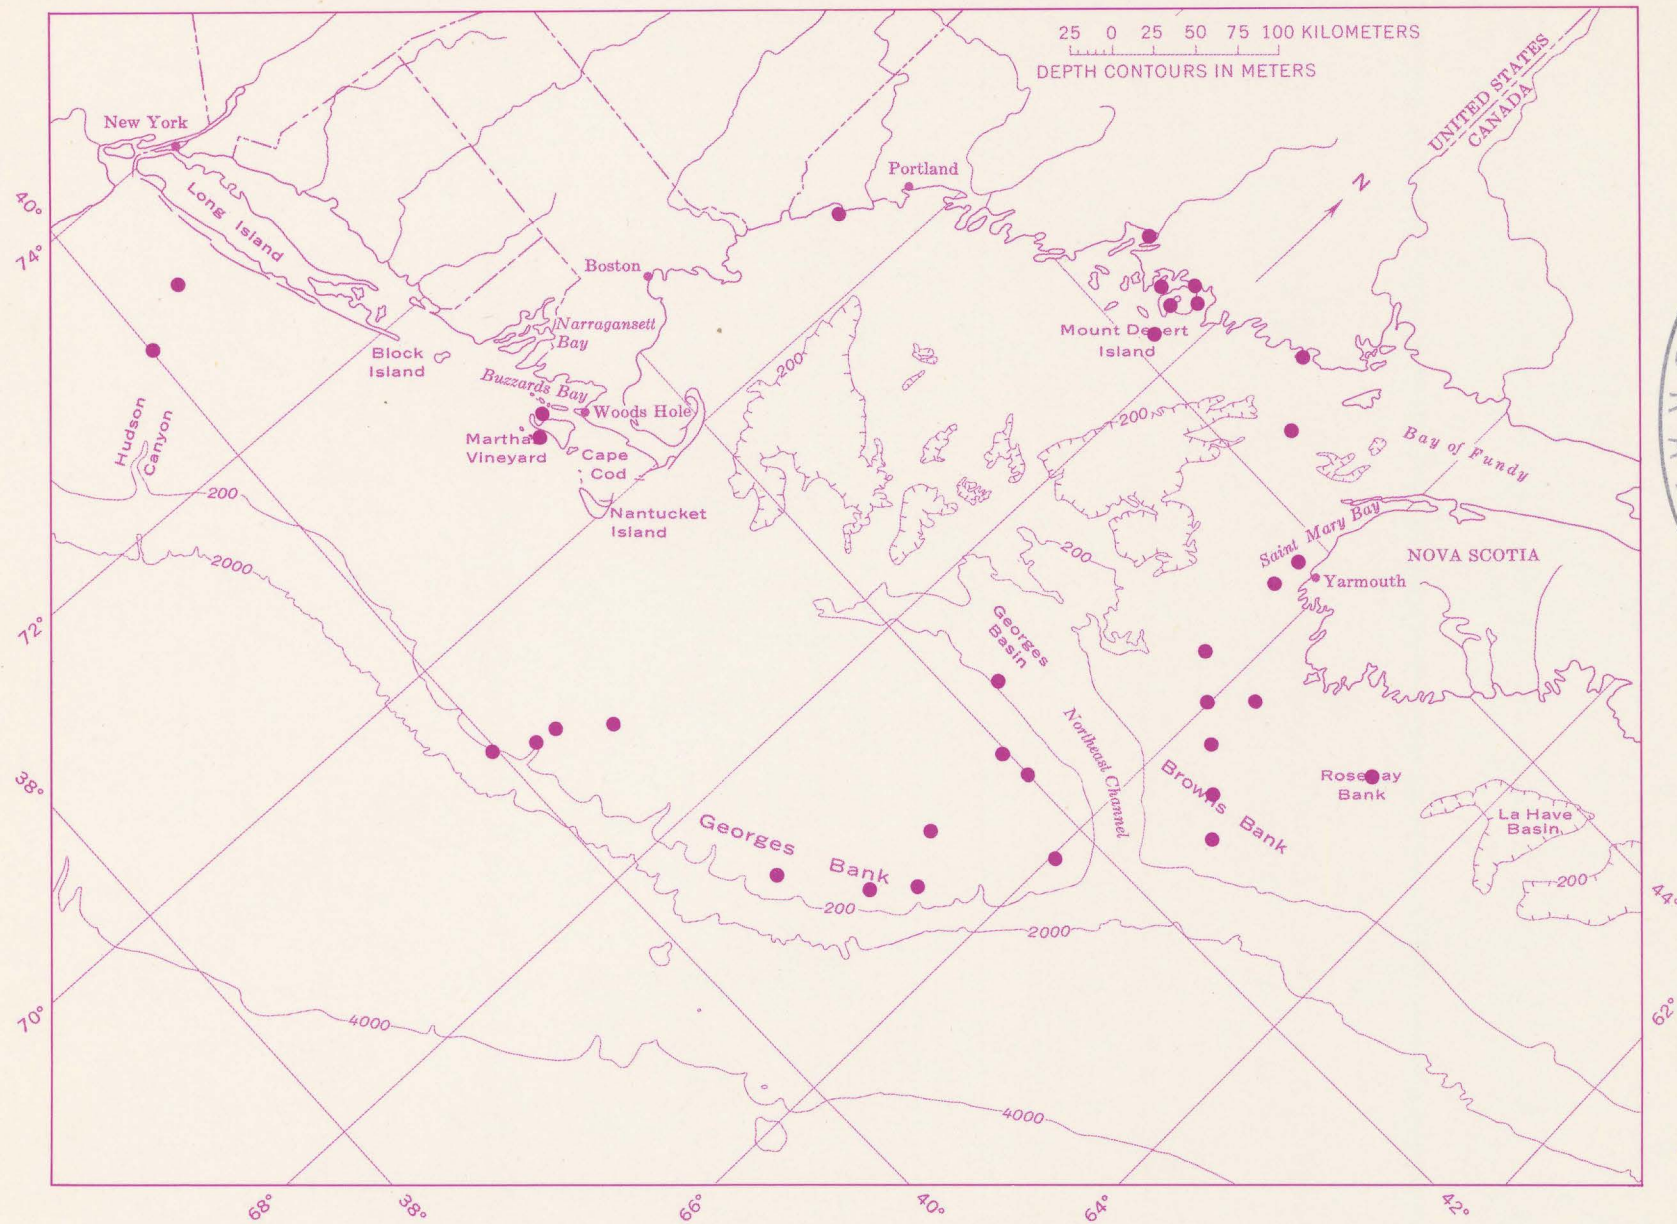 25 0 25 50 75 100 KILOMETERS
DEPTH CONTOURS IN METERS
UNITED STATES
CANADA
New York
Portland
N
40°
74°
Long Island
Boston
Narragansett
Bay
Block
Island
Buzzards Bay
Woods Hole
Marthas
Vineyard
Cape
Cod
Nantucket
Island
Hudson
Canyon
200
2000
200
Mount Desert
Island
200
Bay of Fundy
Saint Mary Bay
NOVA SCOTIA
Yarmouth
200
Georges
Basin
72°
Northeast Channel
Browns Bank
Roseway
Bank
La Have
Basin
38°
Georges Bank
200
2000
200
44°
70°
4000
4000
62°
68°
38°
66°
40°
64°
42°